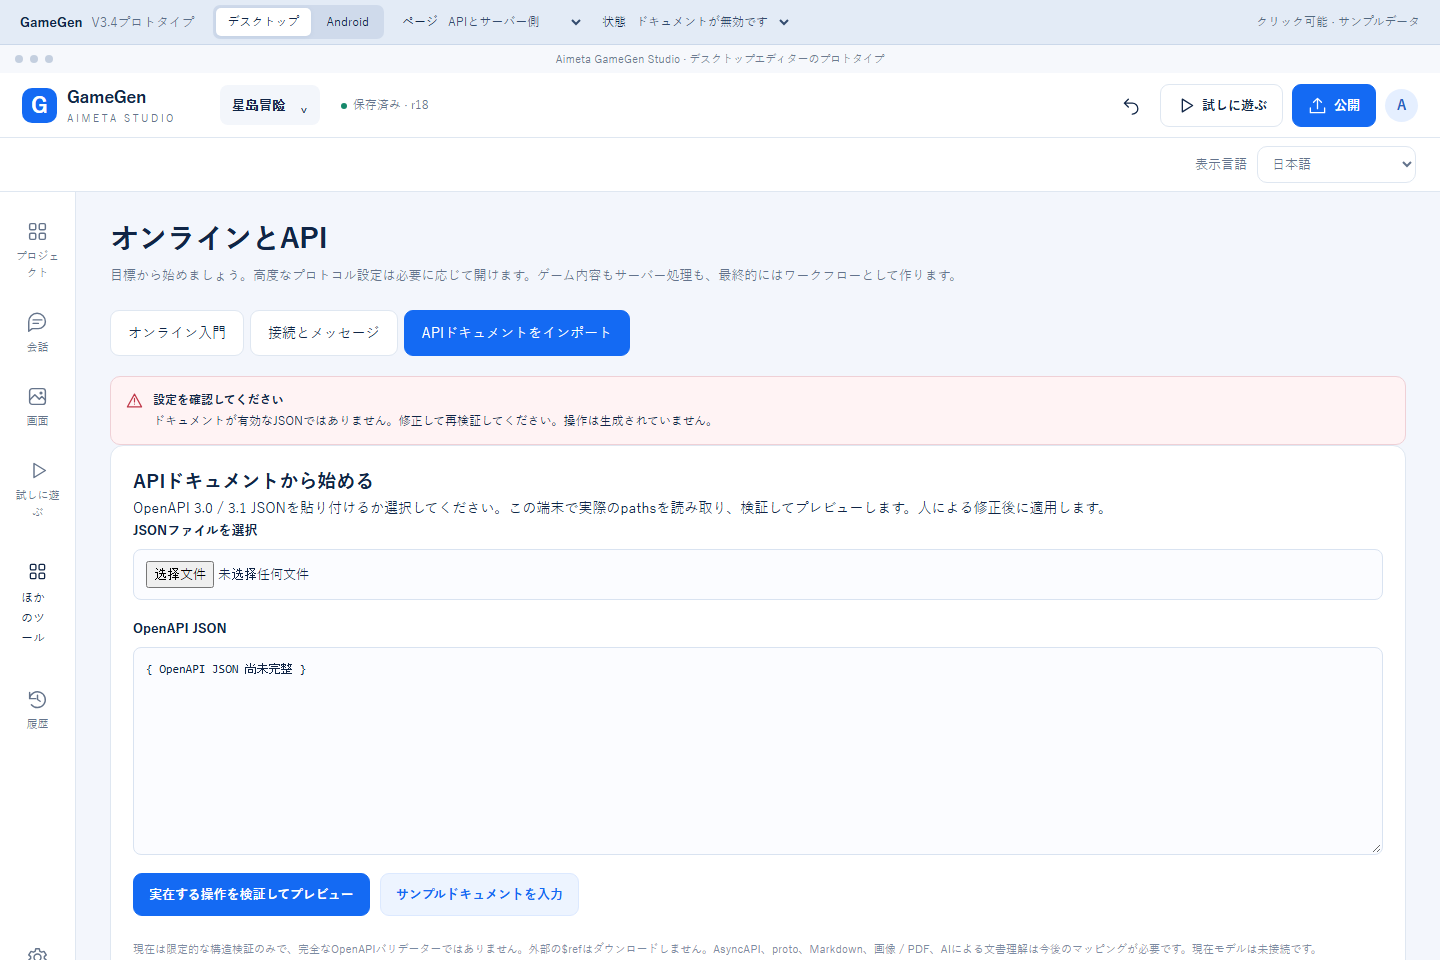 GameGen V3.4プロトタイプ デスクトップ Android ページ APIとサーバー側 状態 ドキュメントが無効です クリック可能 · サンプルデータ
Aimeta GameGen Studio · デスクトップエディターのプロトタイプ
G GameGen
AIMETA STUDIO
星岛冒险 保存済み · r18 試しに遊ぶ 公開 A
表示言語 日本語
プロジェ
クト
会話
画面
試しに遊
ぶ
ほか
のツ
ール
履歴
オンラインとAPI
目標から始めましょう。高度なプロトコル設定は必要に応じて開けます。ゲーム内容もサーバー処理も、最終的にはワークフローとして作ります。
オンライン入門 接続とメッセージ APIドキュメントをインポート
設定を確認してください
ドキュメントが有効なJSONではありません。修正して再検証してください。操作は生成されていません。
APIドキュメントから始める
OpenAPI 3.0 / 3.1 JSONを貼り付けるか選択してください。この端末で実際のpathsを読み取り、検証してプレビューします。人による修正後に適用します。
JSONファイルを選択
选择文件 未选择任何文件
OpenAPI JSON
{ OpenAPI JSON 尚未完整 }
実在する操作を検証してプレビュー サンプルドキュメントを入力
現在は限定的な構造検証のみで、完全なOpenAPIバリデーターではありません。外部の$refはダウンロードしません。AsyncAPI、proto、Markdown、画像 / PDF、AIによる文書理解は今後のマッピングが必要です。現在モデルは未接続です。